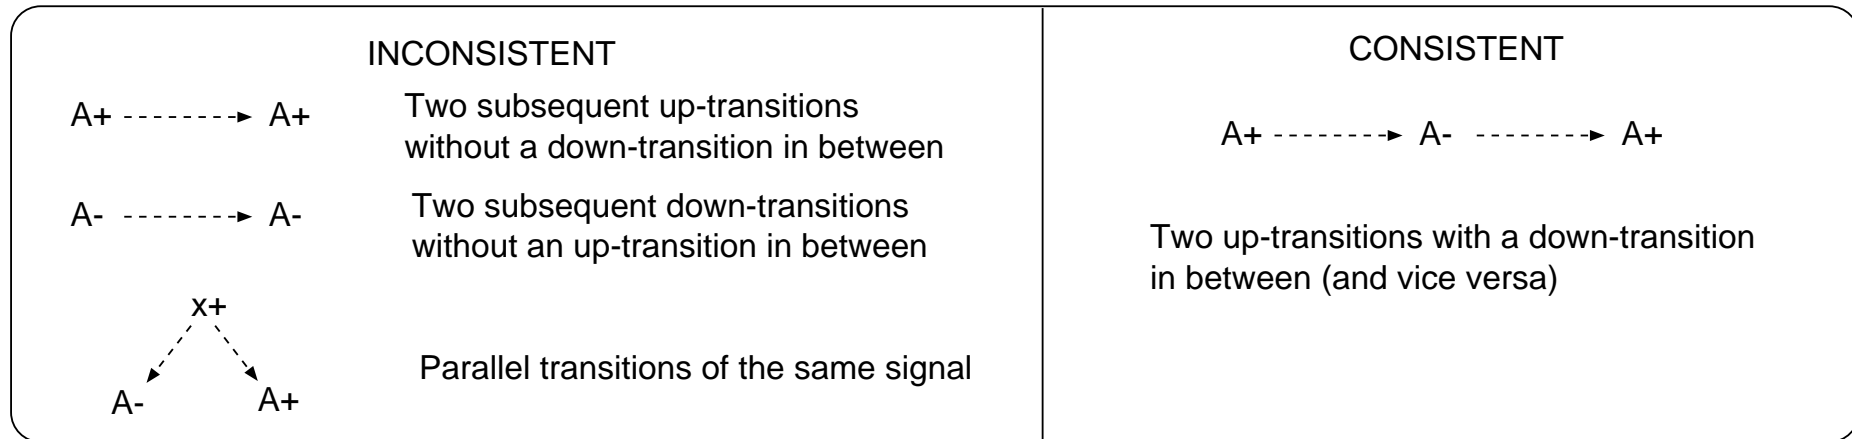 INCONSISTENT
A+ A+
Two subsequent up-transitions
without a down-transition in between
A- A-
Two subsequent down-transitions
without an up-transition in between
x+
A- A+
Parallel transitions of the same signal
CONSISTENT
A+ A- A+
Two up-transitions with a down-transition
in between (and vice versa)